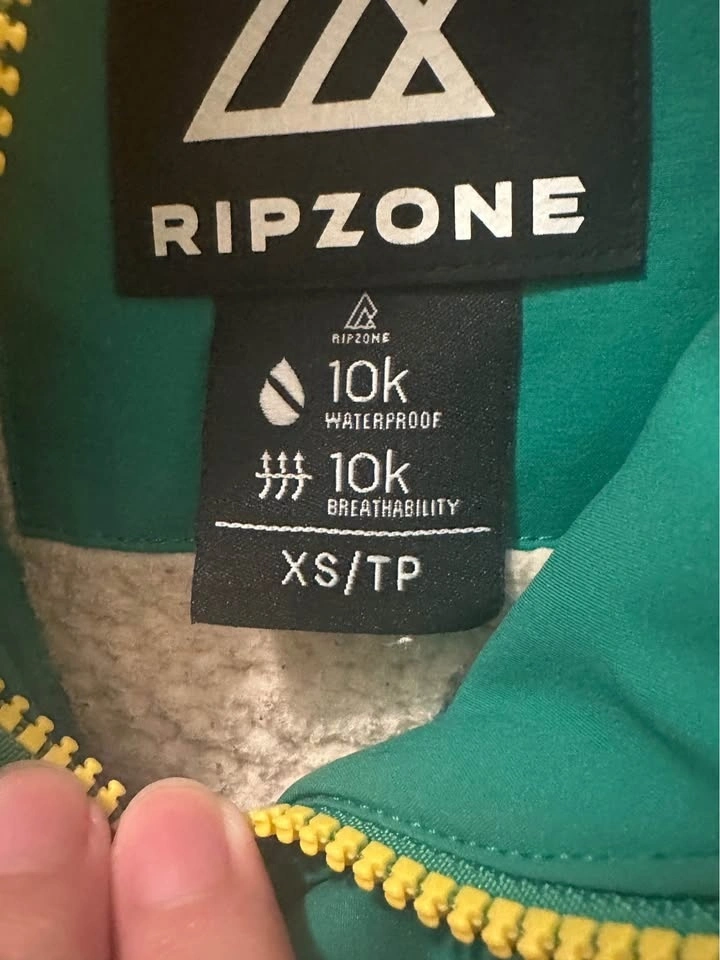 RIPZONE
RIPZONE
10k
WATERPROOF
10k
BREATHABILITY
XS/TP